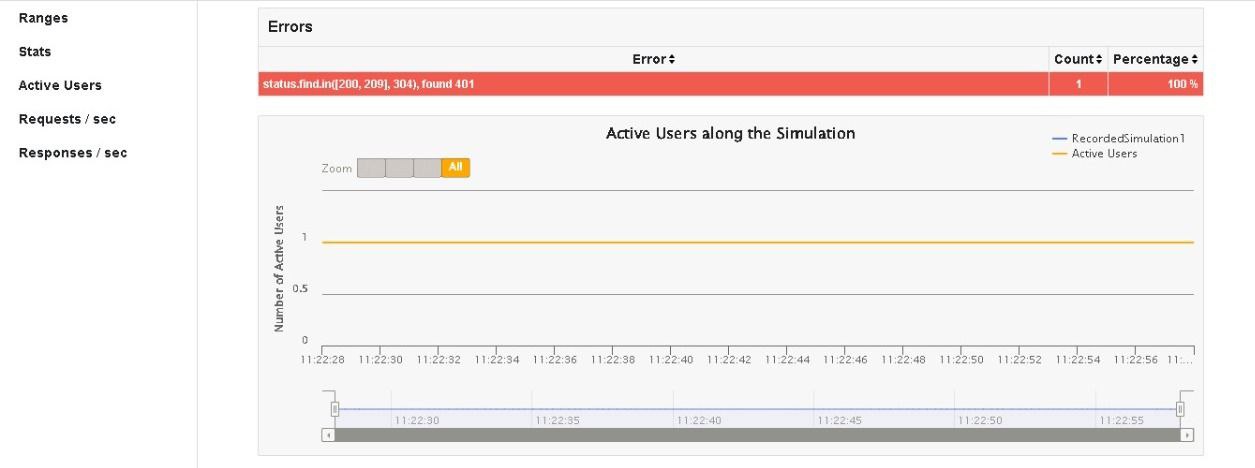 Ranges
Stats
Active Users
Requests / sec
Responses / sec
Errors
Error Count Percentage
status.find.in([200, 209], 304), found 401 1 100 %
Active Users along the Simulation
RecordedSimulation1
Active Users
Zoom All
Number of Active Users
1
0.5
0
11:22:28 11:22:30 11:22:32 11:22:34 11:22:36 11:22:38 11:22:40 11:22:42 11:22:44 11:22:46 11:22:48 11:22:50 11:22:52 11:22:54 11:22:56 11:...
11:22:30 11:22:35 11:22:40 11:22:45 11:22:50 11:22:55